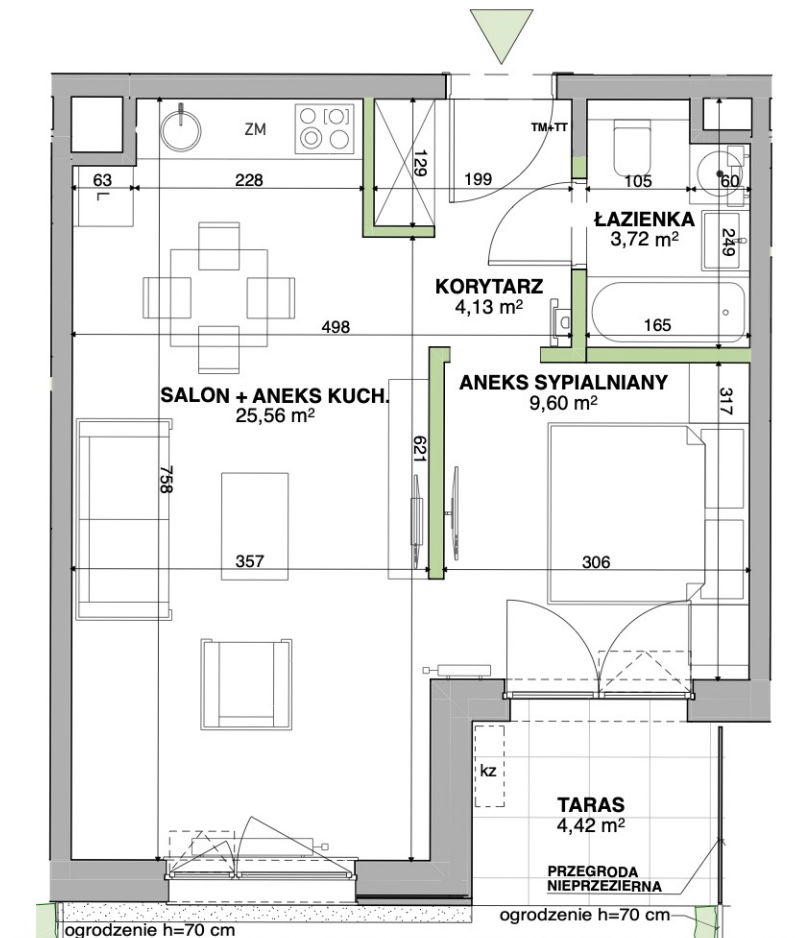 ZM
TM+TT
129
63
228
199
105
60
L
ŁAZIENKA
3,72 m²
249
KORYTARZ
4,13 m²
498
165
SALON + ANEKS KUCH.
25,56 m²
ANEKS SYPIALNIANY
9,60 m²
317
621
758
357
306
kz
TARAS
4,42 m²
PRZEGRODA
NIEPRZEZIERNA
ogrodzenie h=70 cm
ogrodzenie h=70 cm